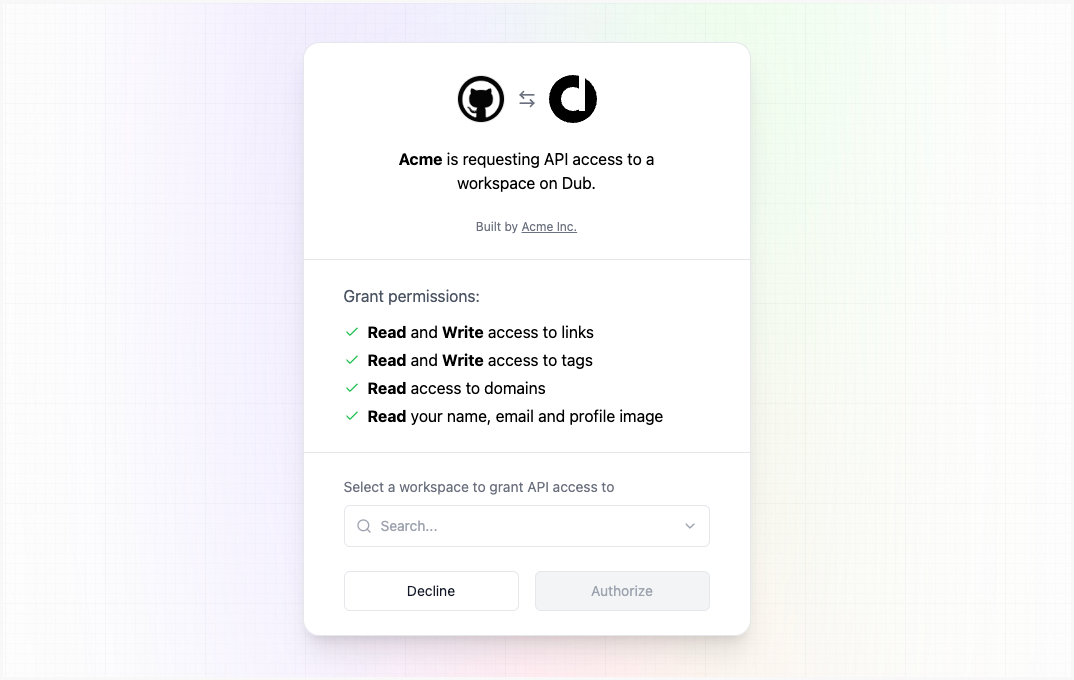 Acme is requesting API access to a
workspace on Dub.
Built by Acme Inc.
Grant permissions:
Read and Write access to links
Read and Write access to tags
Read access to domains
Read your name, email and profile image
Select a workspace to grant API access to
Search...
Decline
Authorize